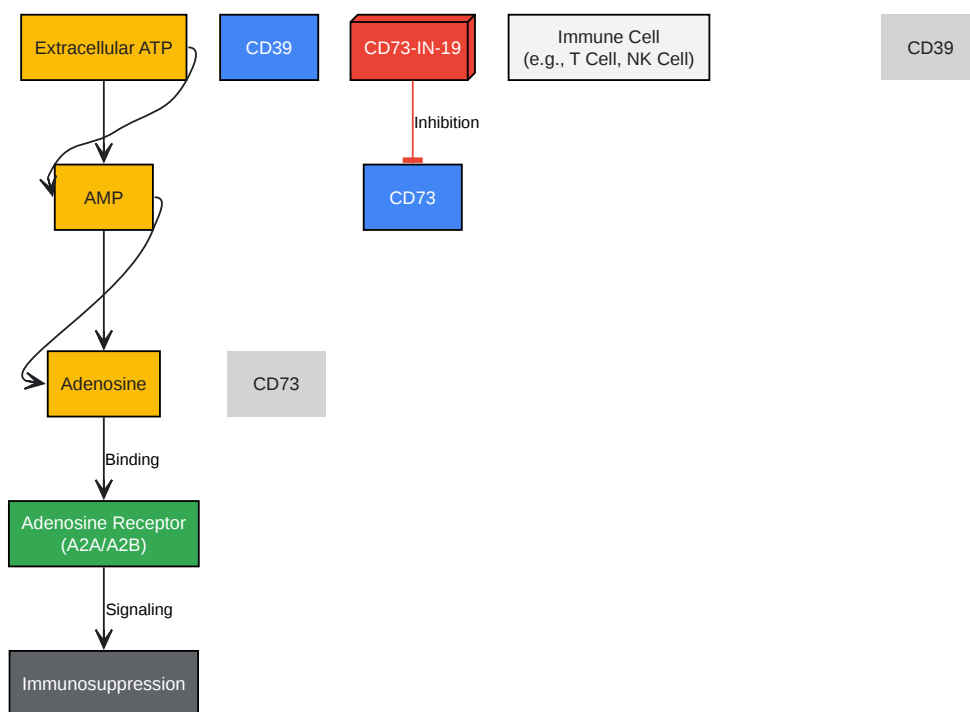 Extracellular ATP
CD39
CD73-IN-19
Immune Cell
(e.g., T Cell, NK Cell)
CD39
Inhibition
AMP
CD73
Adenosine
CD73
Binding
Adenosine Receptor
(A2A/A2B)
Signaling
Immunosuppression